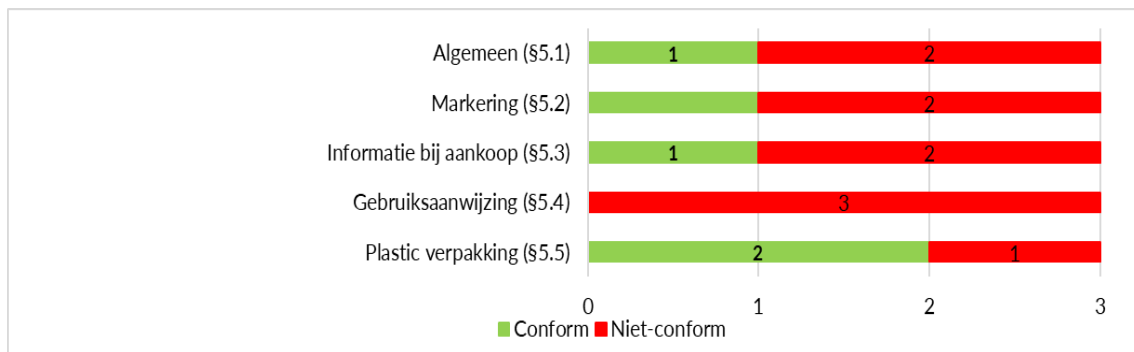 Algemeen (§5.1) 1 2
Markering (§5.2) 2
Informatie bij aankoop (§5.3) 1 2
Gebruiksaanwijzing (§5.4) 3
Plastic verpakking (§5.5) 2 1
0 1 2 3
Conform Niet-conform